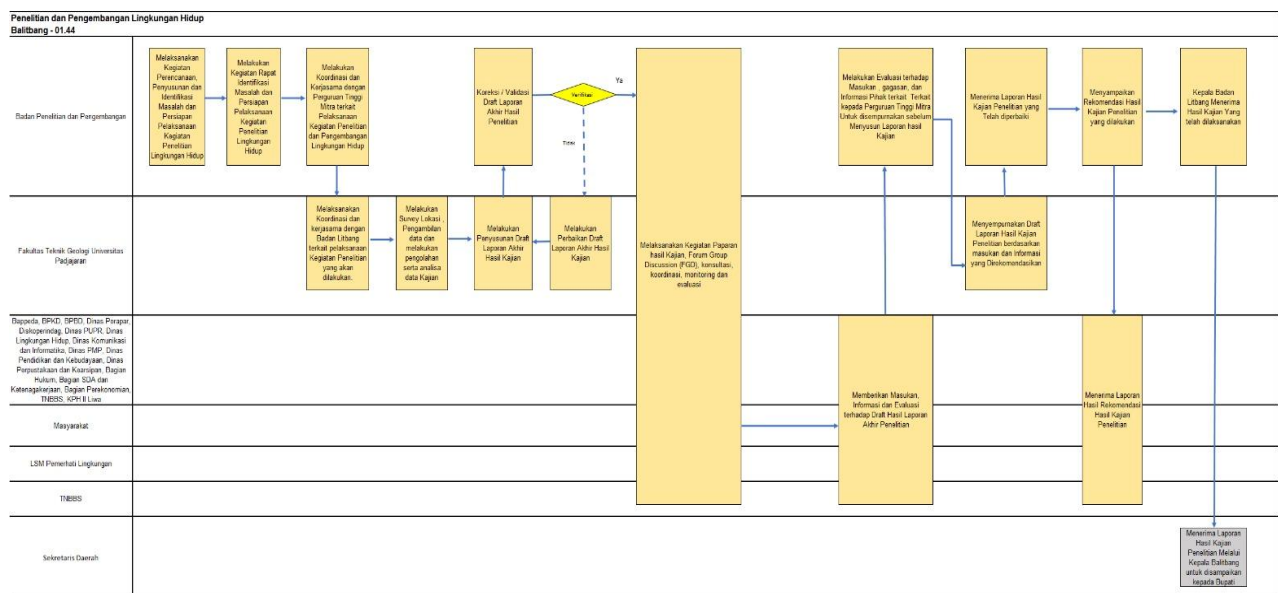 Penelitian dan Pengembangan Lingkungan Hidup
Balitbang - 01.44
Badan Penelitian dan Pengembangan
Melaksanakan
Kegiatan
Perencanaan,
Penyusunan dan
Identifikasi
Masalah dan
Persiapan
Pelaksanaan
Kegiatan
Penelitian
Lingkungan Hidup
Melakukan
Kegiatan Rapat
Identifikasi
Masalah dan
Persiapan
Pelaksanaan
Kegiatan
Penelitian
Lingkungan
Hidup
Melakukan
Koordinasi dan
Kerjasama dengan
Perguruan Tinggi
Mitra terkait
Pelaksanaan
Kegiatan Penelitian
dan Pengembangan
Lingkungan Hidup
Koreksi / Validasi
Draft Laporan
Akhir Hasil
Penelitian
Verifikasi
Ya
Tidak
Melakukan Evaluasi terhadap
Masukan , gagasan, dan
Informasi Pihak terkait Terkait
kepada Perguruan Tinggi Mitra
Untuk disempurnakan sebelum
Menyusun Laporan hasil
Kajian
Menerima Laporan Hasil
Kajian Penelitian yang
Telah diperbaiki
Menyampaikan
Rekomendasi Hasil
Kajian Penelitian
yang dilakukan
Kepala Badan
Litbang Menerima
Hasil Kajian Yang
telah dilaksanakan
Fakultas Teknik Geologi Universitas
Padjajaran
Melaksanakan
Koordinasi dan
kerjasama dengan
Badan Litbang
terkait pelaksanaan
Kegiatan Penelitian
yang akan
dilakukan.
Melakukan
Survey Lokasi ,
Pengambilan
data dan
melakukan
pengolahan
serta analisa
data Kajian
Melakukan
Penyusunan Draft
Laporan Akhir
Hasil Kajian
Melakukan
Perbaikan Draft
Laporan Akhir Hasil
Kajian
Melaksanakan Kegiatan Paparan
hasil Kajian, Forum Group
Discussion (FGD), konsultasi,
koordinasi, monitoring dan
evaluasi
Menyempurnakan Draft
Laporan Hasil Kajian
Penelitian berdasarkan
masukan dan Informasi
yang Direkomendasikan
Bappeda, BPKD, BPBD, Dinas Porapar,
Diskoperindag, Dinas PUPR, Dinas
Lingkungan Hidup, Dinas Komunikasi
dan Informatika, Dinas PMP, Dinas
Pendidikan dan Kebudayaan, Dinas
Perpustakaan dan Kearsipan, Bagian
Hukum, Bagian SDA dan
Ketenagakerjaan, Bagian Perekonomian,
TNBBS, KPH II Liwa
Memberikan Masukan,
Informasi dan Evaluasi
terhadap Draft Hasil Laporan
Akhir Penelitian
Menerima Laporan
Hasil Rekomendasi
Hasil Kajian
Penelitian
Masyarakat
LSM Pemerhati Lingkungan
TNBBS
Sekretaris Daerah
Menerima Laporan
Hasil Kajian
Penelitian Melalui
Kepala Balitbang
untuk disampaikan
kepada Bupati